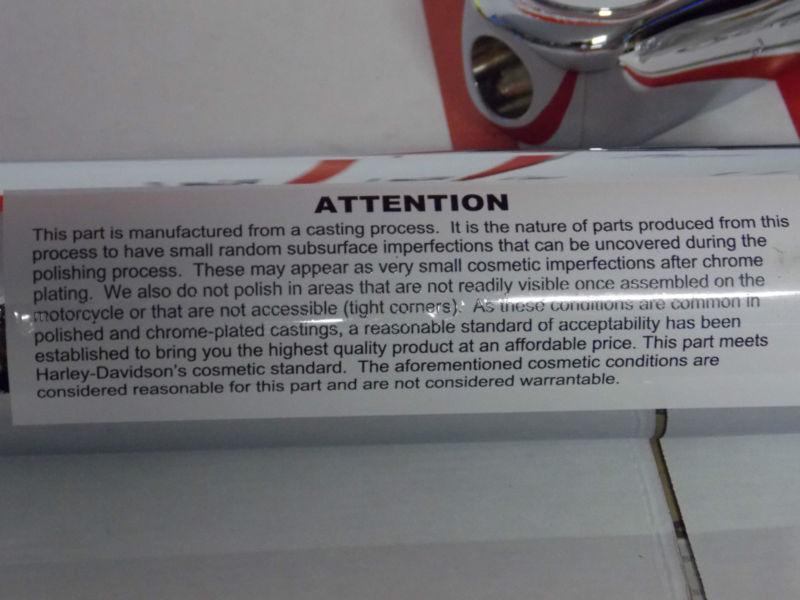 ATTENTION
This part is manufactured from a casting process. It is the nature of parts produced from this
process to have small random subsurface imperfections that can be uncovered during the
polishing process. These may appear as very small cosmetic imperfections after chrome
plating. We also do not polish in areas that are not readily visible once assembled on the
motorcycle or that are not accessible (tight corners). As these conditions are common in
polished and chrome-plated castings, a reasonable standard of acceptability has been
established to bring you the highest quality product at an affordable price. This part meets
Harley-Davidson's cosmetic standard. The aforementioned cosmetic conditions are
considered reasonable for this part and are not considered warrantable.